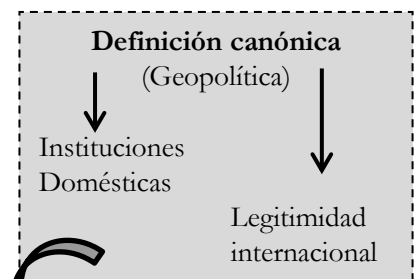 Definición canónica
(Geopolítica)
Instituciones
Domésticas
Legitimidad
internacional